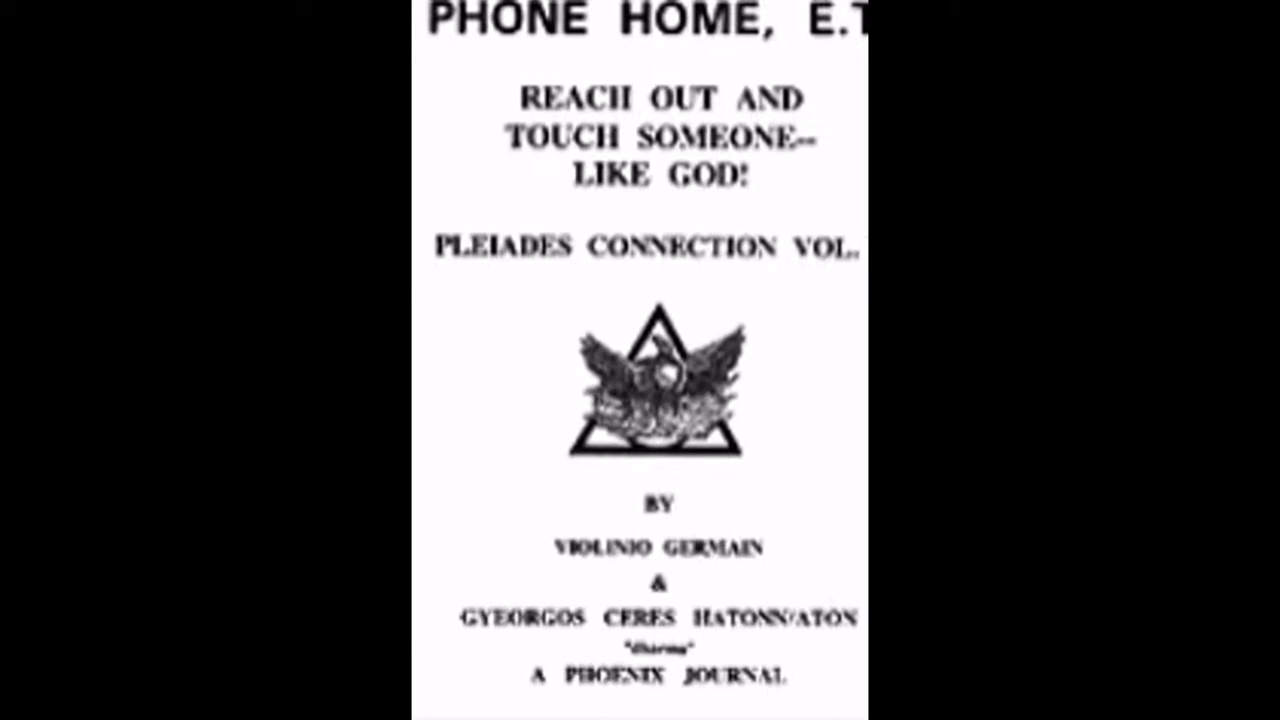 PHONE HOME, E.T
REACH OUT AND
TOUCH SOMEONE--
LIKE GOD!
PLEIADES CONNECTION VOL.
BY
VIOLINIO GERMAIN
&
GYEORGOS CERES HATONN/ATON
"dharma"
A PHOENIX JOURNAL